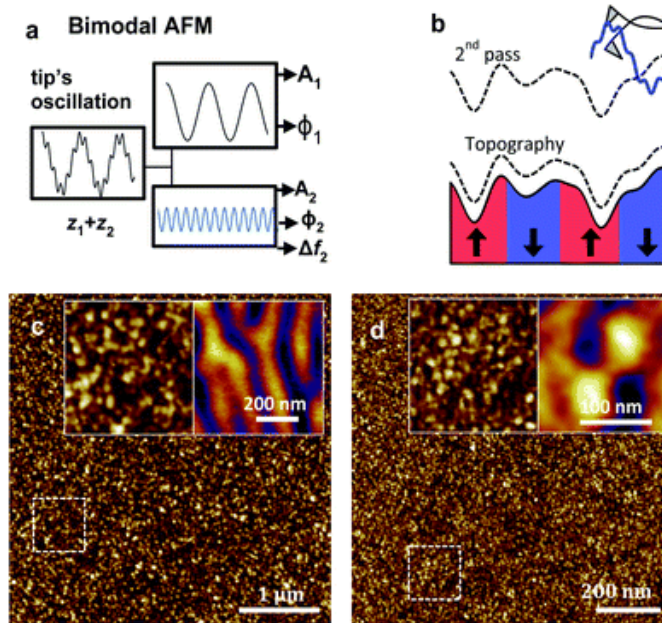 a
Bimodal AFM
tip's
oscillation
z₁+z₂
A₁
ϕ₁
A₂
ϕ₂
Δf₂
b
2nd pass
Topography
c
200 nm
1 µm
d
100 nm
200 nm